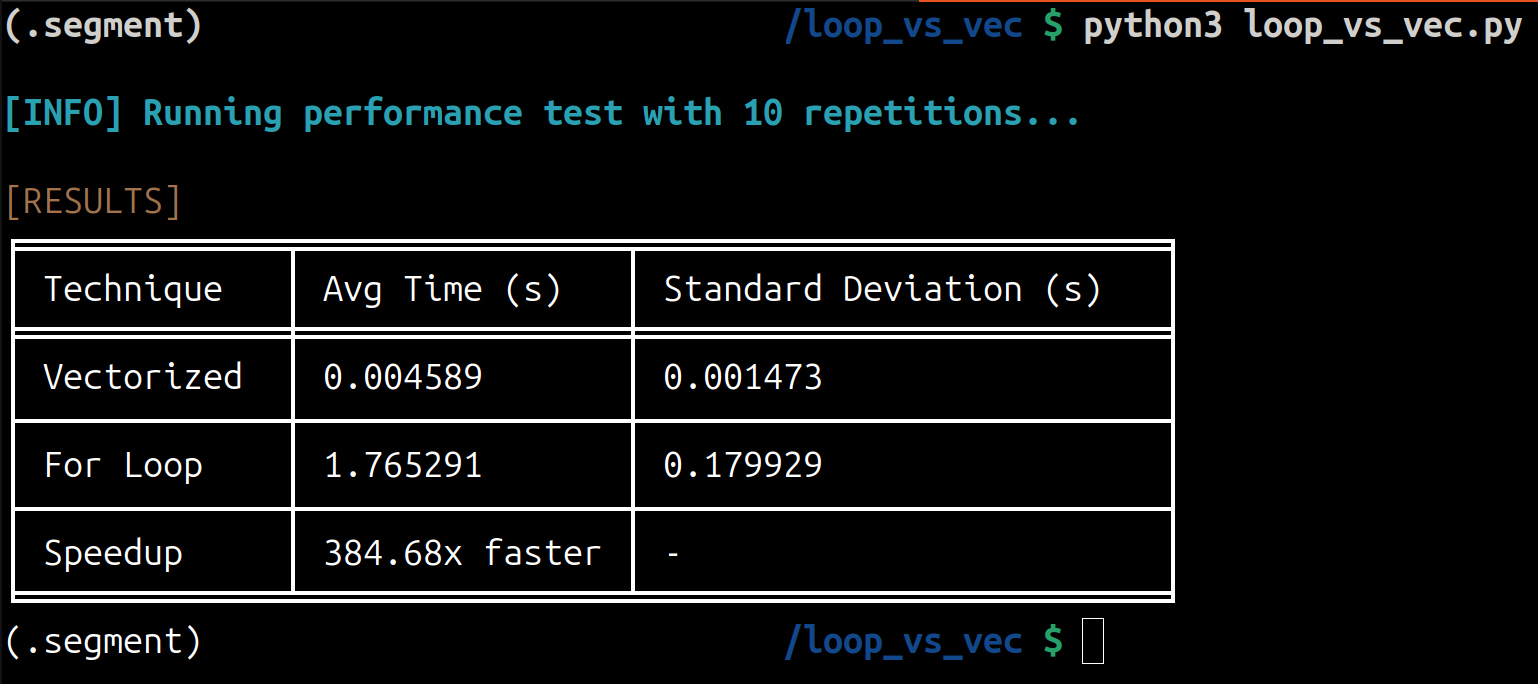 (.segment) /loop_vs_vec $ python3 loop_vs_vec.py
[INFO] Running performance test with 10 repetitions...
[RESULTS]
Technique Avg Time (s) Standard Deviation (s)
Vectorized 0.004589 0.001473
For Loop 1.765291 0.179929
Speedup 384.68x faster -
(.segment) /loop_vs_vec $